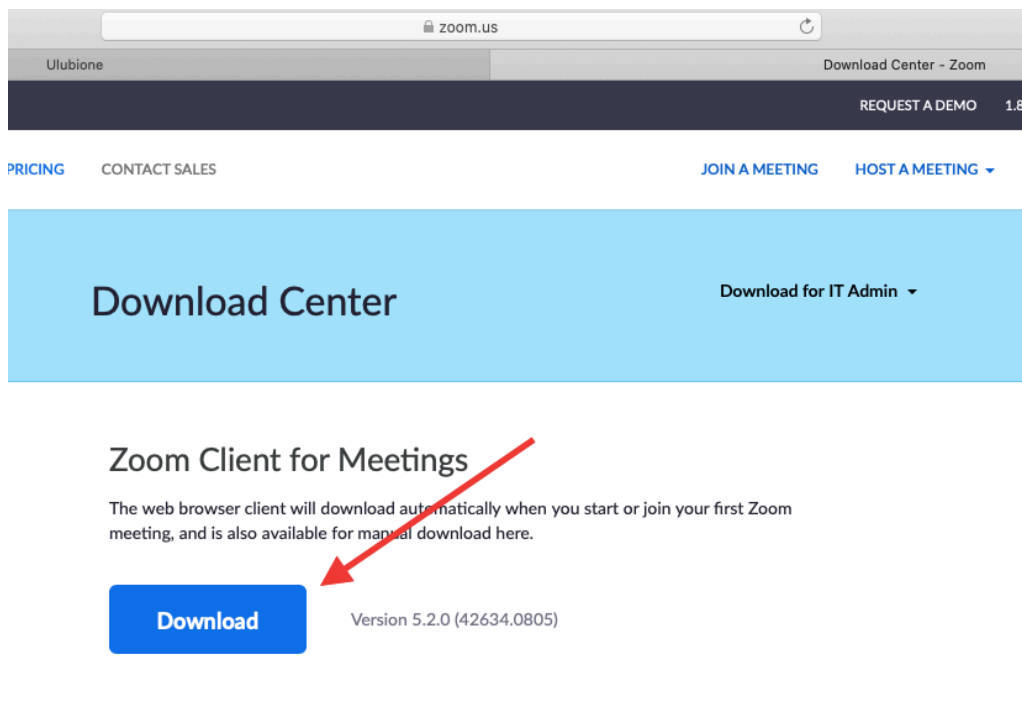 zoom.us
Ulubione
Download Center - Zoom
REQUEST A DEMO 1.8
PRICING CONTACT SALES JOIN A MEETING HOST A MEETING
Download Center
Download for IT Admin
Zoom Client for Meetings
The web browser client will download automatically when you start or join your first Zoom
meeting, and is also available for manual download here.
Download
Version 5.2.0 (42634.0805)